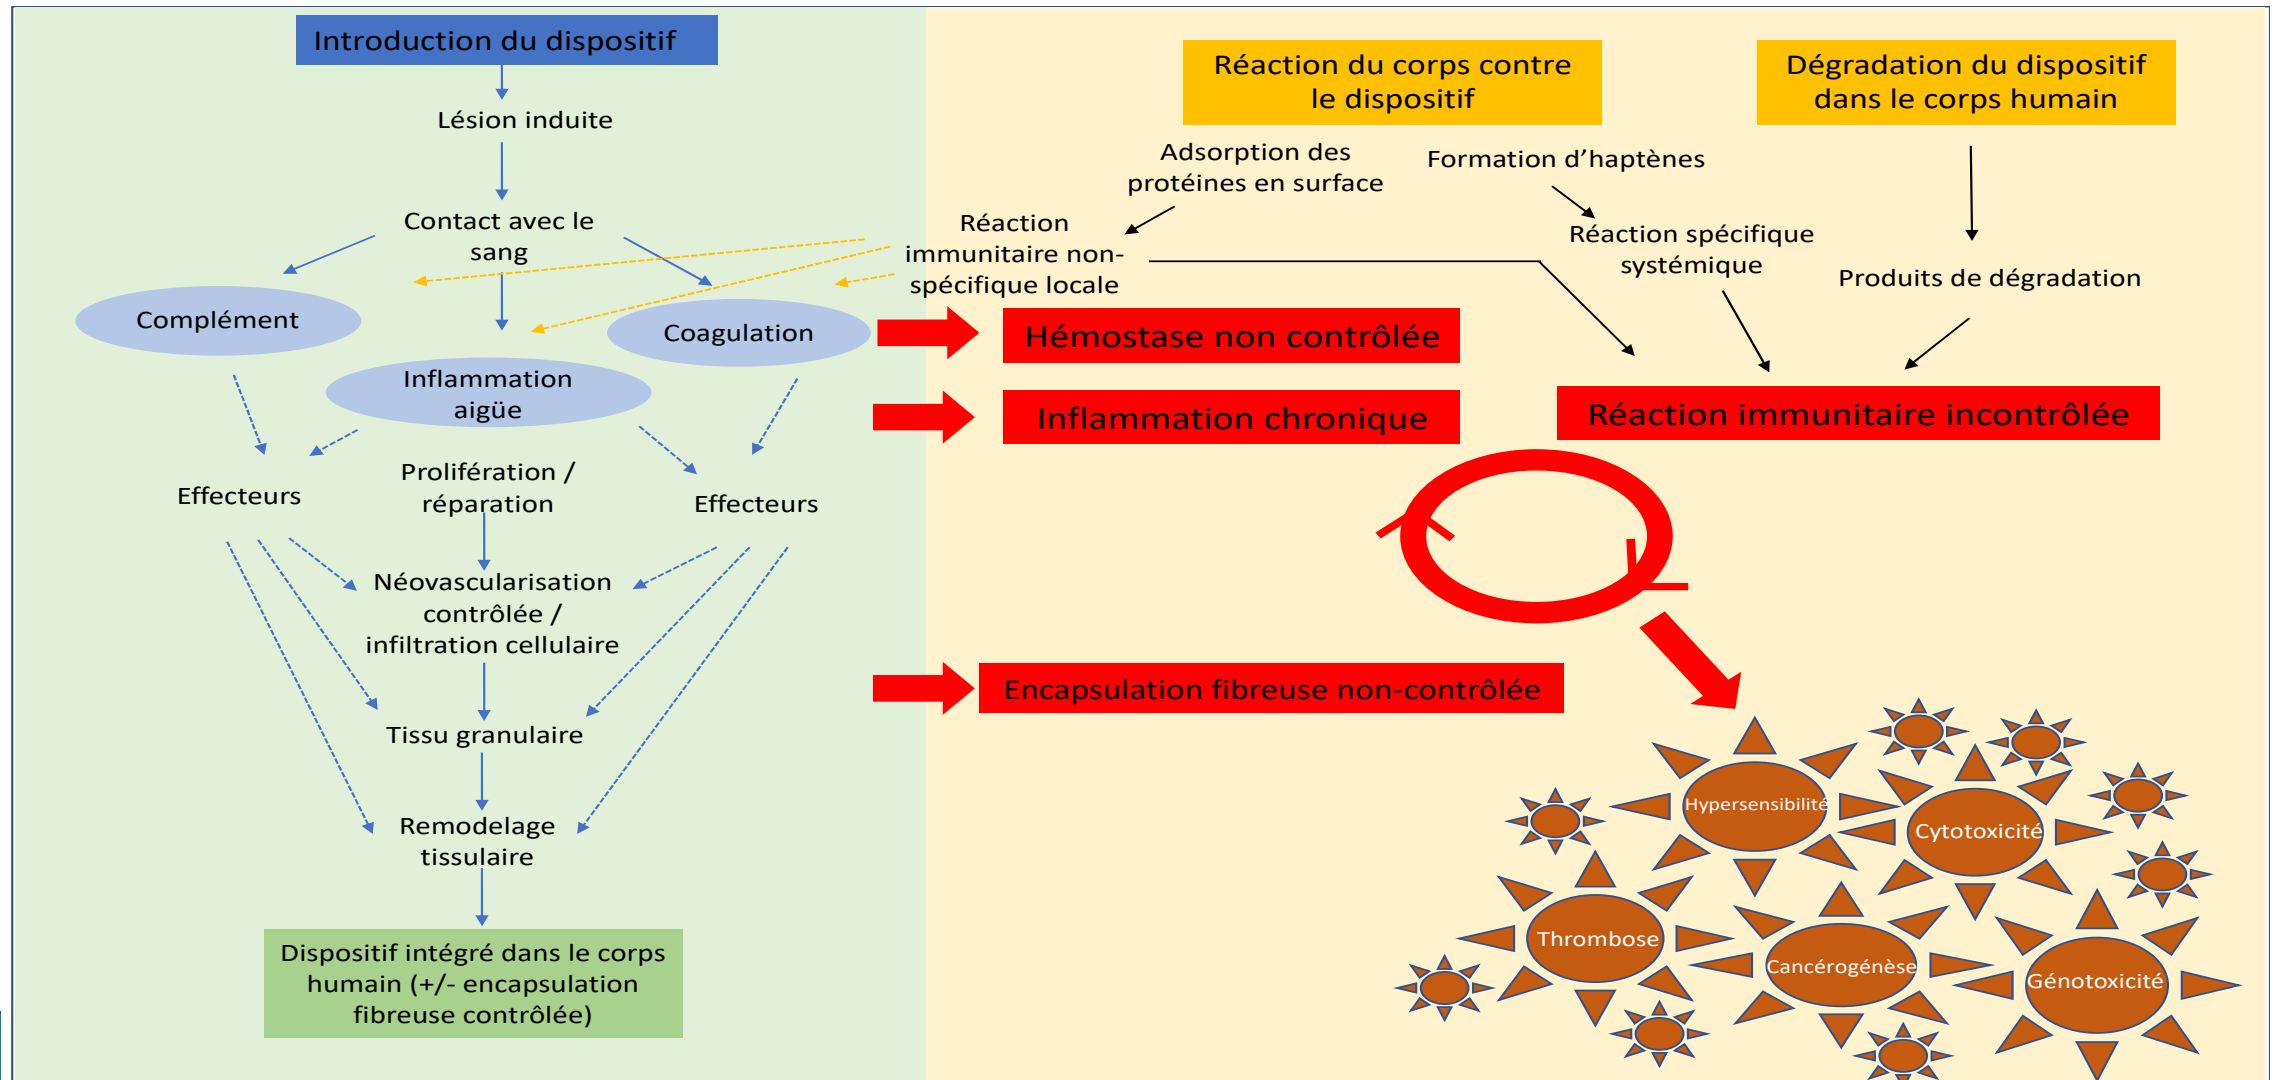 Introduction du dispositif
Lésion induite
Contact avec le
sang
Complément
Coagulation
Inflammation
aigüe
Effecteurs
Prolifération /
réparation
Effecteurs
Néovascularisation
contrôlée /
infiltration cellulaire
Tissu granulaire
Remodelage
tissulaire
Dispositif intégré dans le corps
humain (+/- encapsulation
fibreuse contrôlée)
Réaction du corps contre
le dispositif
Dégradation du dispositif
dans le corps humain
Adsorption des
protéines en surface
Formation d’haptènes
Réaction
immunitaire non-
spécifique locale
Réaction spécifique
systémique
Produits de dégradation
Hémostase non contrôlée
Inflammation chronique
Réaction immunitaire incontrôlée
Encapsulation fibreuse non-contrôlée
Hypersensibilité
Cytotoxicité
Thrombose
Cancérogénèse
Génotoxicité